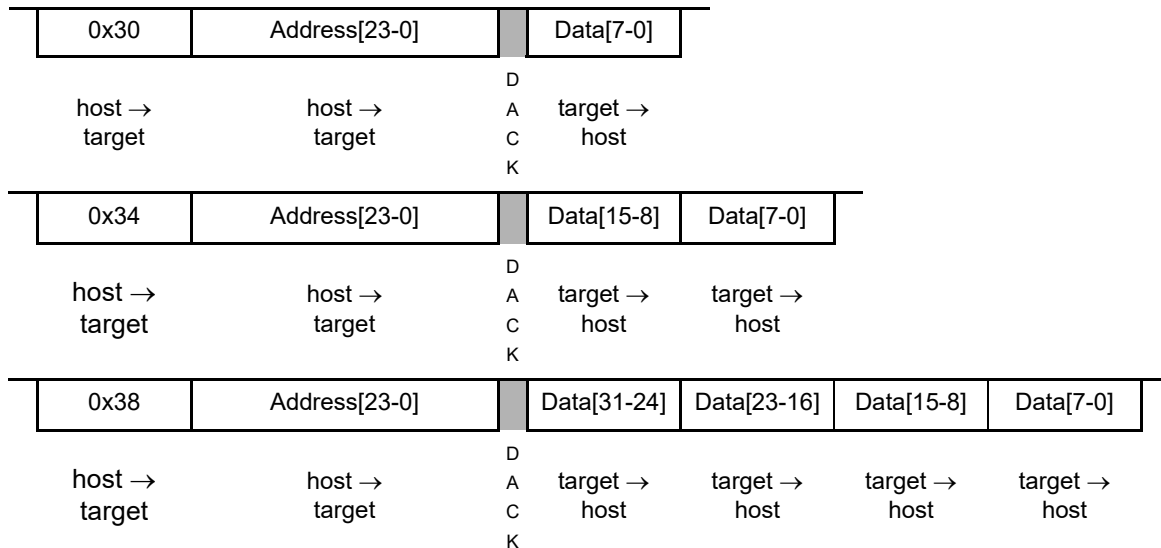 0x30 Address[23-0] Data[7-0]
D
host → host → A target →
target target C host
K
0x34 Address[23-0] Data[15-8] Data[7-0]
D
host → host → A target → target →
target target C host host
K
0x38 Address[23-0] Data[31-24] Data[23-16] Data[15-8] Data[7-0]
D
host → host → A target → target → target → target →
target target C host host host host
K